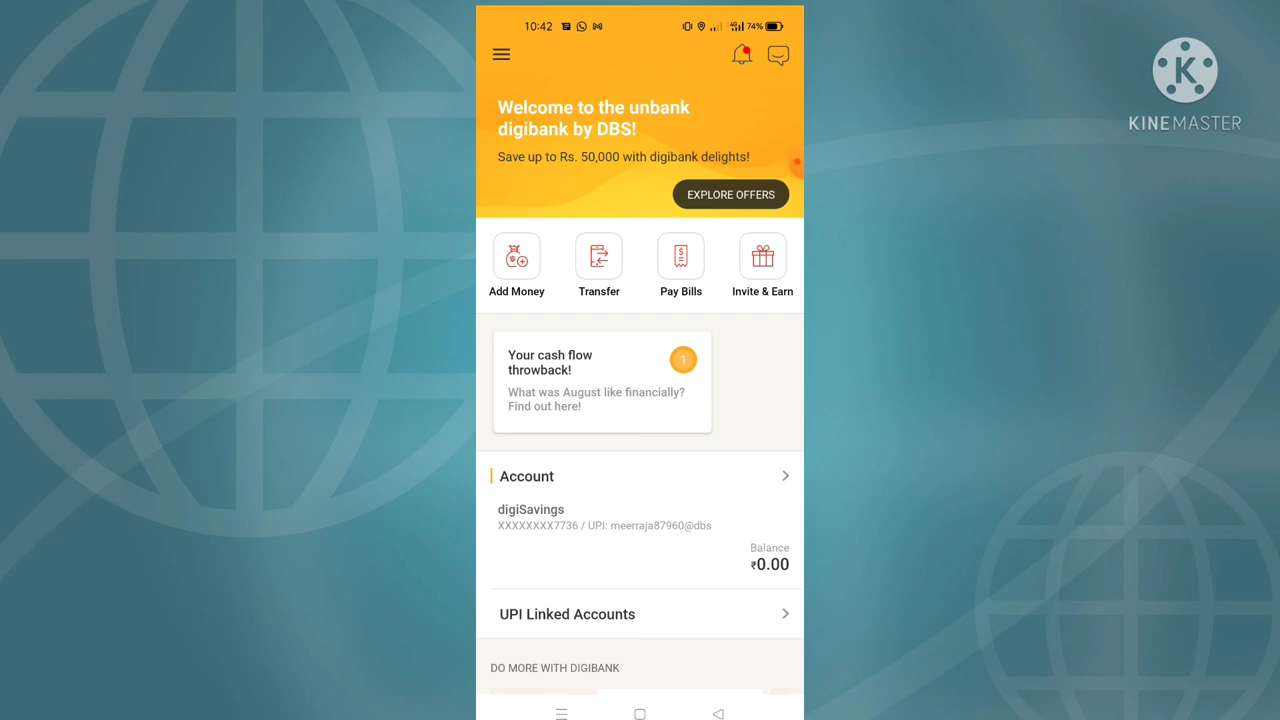 10:42
74%
KINEMASTER
Welcome to the unbank
digibank by DBS!
Save up to Rs. 50,000 with digibank delights!
EXPLORE OFFERS
Add Money
Transfer
Pay Bills
Invite & Earn
Your cash flow
throwback!
1
What was August like financially?
Find out here!
Account
digiSavings
XXXXXXXX7736 / UPI: meerraja87960@dbs
Balance
₹0.00
UPI Linked Accounts
DO MORE WITH DIGIBANK